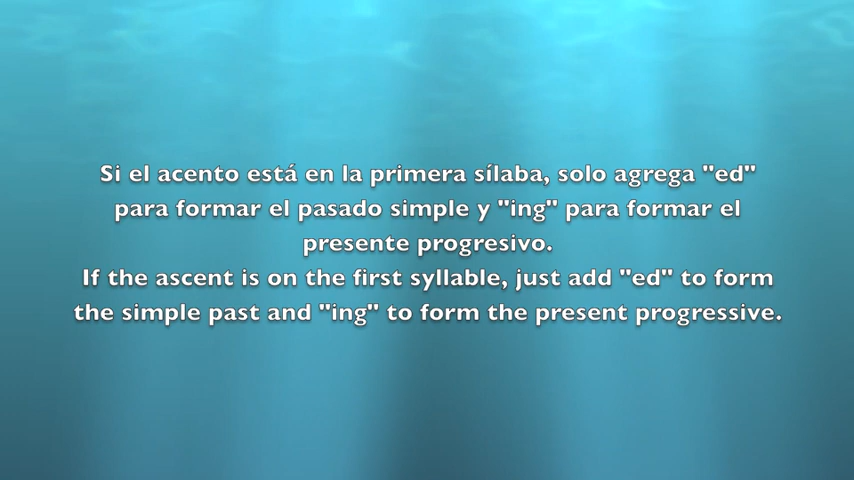 Si el acento está en la primera sílaba, solo agrega "ed"
para formar el pasado simple y "ing" para formar el
presente progresivo.
If the ascent is on the first syllable, just add "ed" to form
the simple past and "ing" to form the present progressive.